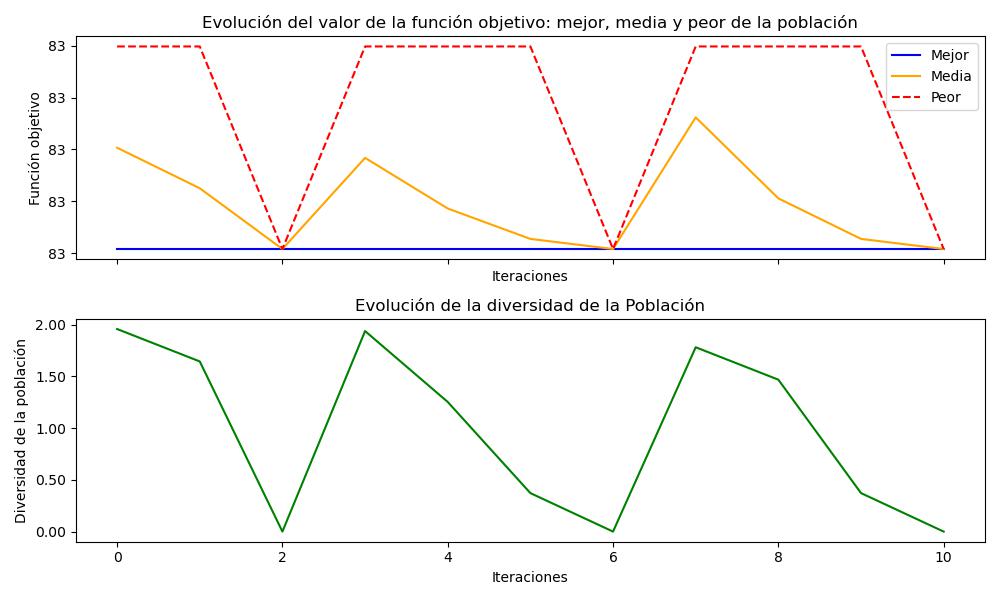 Evolución del valor de la función objetivo: mejor, media y peor de la población
83
83
83
83
83
Función objetivo
Mejor
Media
Peor
Iteraciones
Evolución de la diversidad de la Población
2.00
1.50
1.00
0.50
0.00
Diversidad de la población
0 2 4 6 8 10
Iteraciones